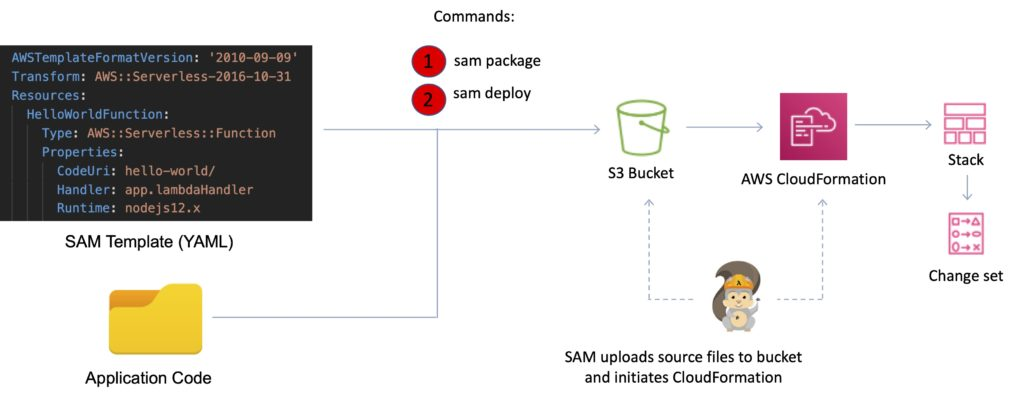 Commands:
1 sam package
2 sam deploy
AWSTemplateFormatVersion: '2010-09-09'
Transform: AWS::Serverless-2016-10-31
Resources:
HelloWorldFunction:
Type: AWS::Serverless::Function
Properties:
CodeUri: hello-world/
Handler: app.lambdaHandler
Runtime: nodejs12.x
SAM Template (YAML)
S3 Bucket
AWS CloudFormation
Stack
Change set
Application Code
SAM uploads source files to bucket
and initiates CloudFormation